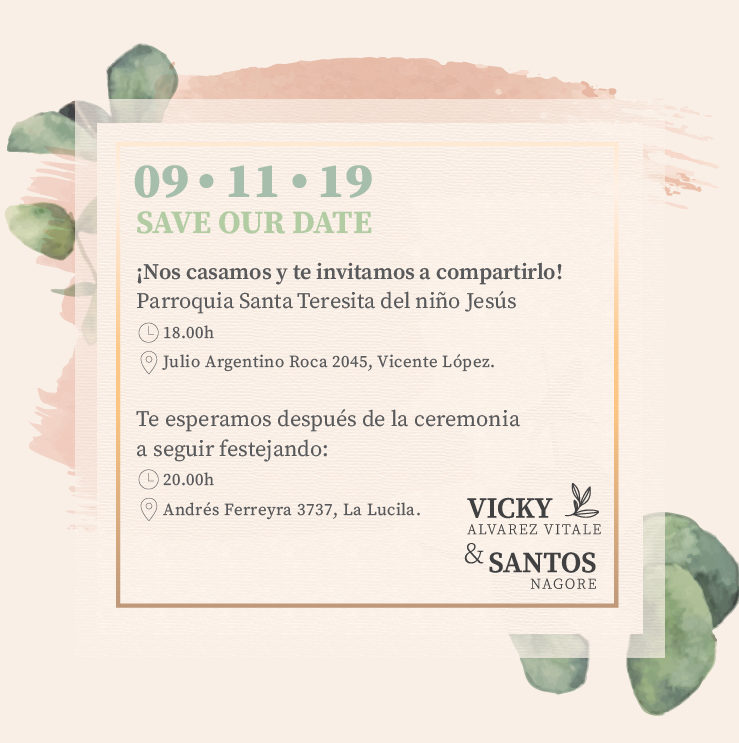 09 • 11 • 19
SAVE OUR DATE
¡Nos casamos y te invitamos a compartirlo!
Parroquia Santa Teresita del niño Jesús
18.00h
Julio Argentino Roca 2045, Vicente López.
Te esperamos después de la ceremonia
a seguir festejando:
20.00h
Andrés Ferreyra 3737, La Lucila.
VICKY
ALVAREZ VITALE
& SANTOS
NAGORE